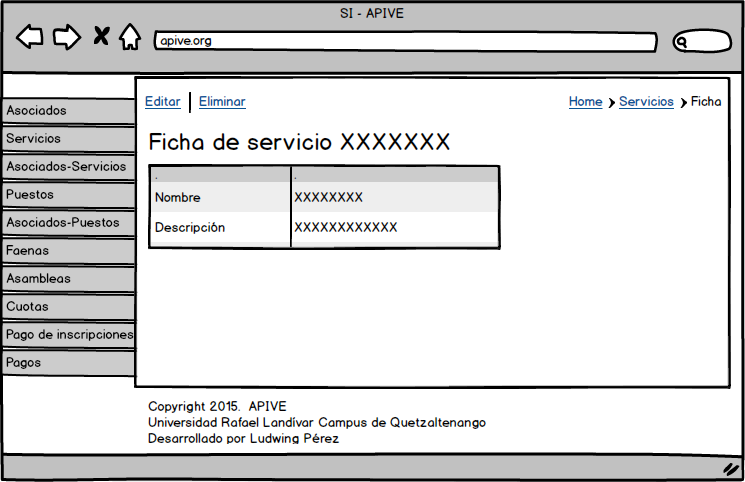 SI - APIVE
apive.org
Asociados
Servicios
Asociados-Servicios
Puestos
Asociados-Puestos
Faenas
Asambleas
Cuotas
Pago de inscripciones
Pagos
Editar | Eliminar
Home > Servicios > Ficha
Ficha de servicio XXXXXXX
. .
Nombre XXXXXXXX
Descripción XXXXXXXXXXXX
Copyright 2015. APIVE
Universidad Rafael Landívar Campus de Quetzaltenango
Desarrollado por Ludwing Pérez